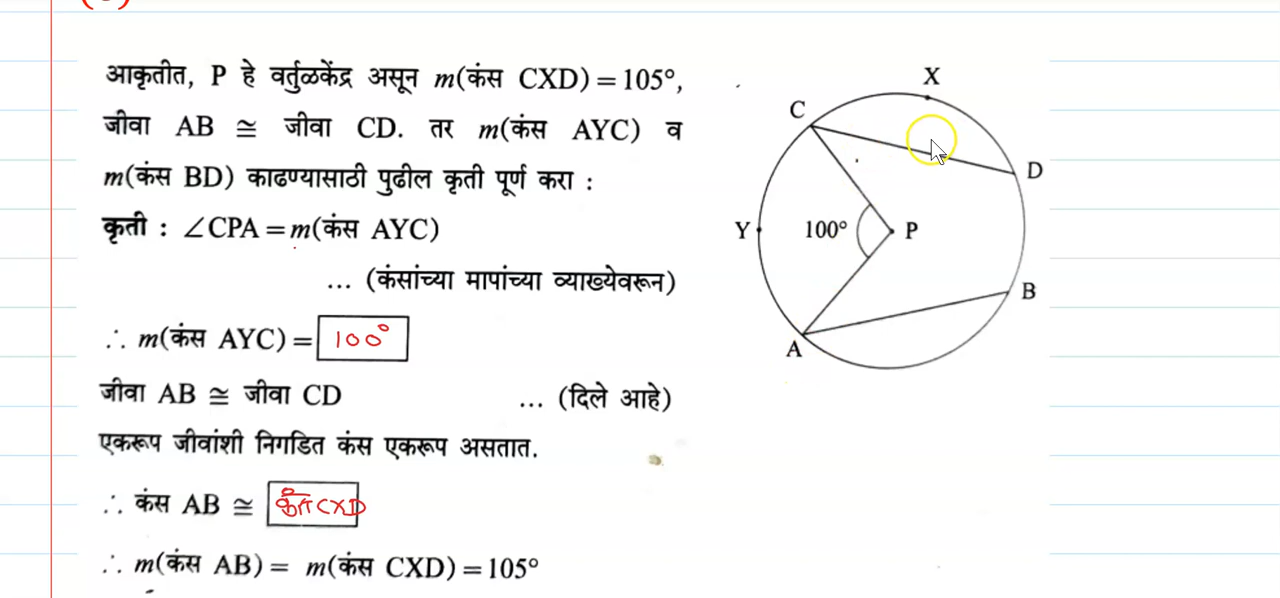 आकृतीत, P हे वर्तुळकेंद्र असून m(कंस CXD) = 105°,
जीवा AB ≅ जीवा CD. तर m(कंस AYC) व
m(कंस BD) काढण्यासाठी पुढील कृती पूर्ण करा :
कृती : ∠CPA = m(कंस AYC)
... (कंसांच्या मापांच्या व्याख्येवरून)
∴ m(कंस AYC) = 100°
जीवा AB ≅ जीवा CD ... (दिले आहे)
एकरूप जीवांशी निगडित कंस एकरूप असतात.
∴ कंस AB ≅ कंस CXD
∴ m(कंस AB) = m(कंस CXD) = 105°
X
C
D
Y
100°
P
B
A